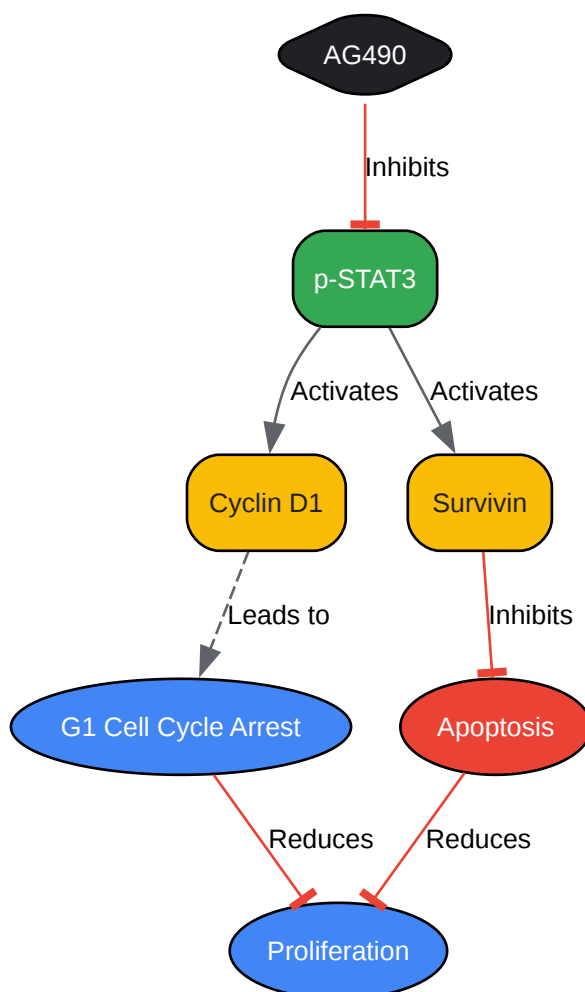 AG490
Inhibits
p-STAT3
Activates
Activates
Cyclin D1
Survivin
Leads to
Inhibits
G1 Cell Cycle Arrest
Apoptosis
Reduces
Reduces
Proliferation